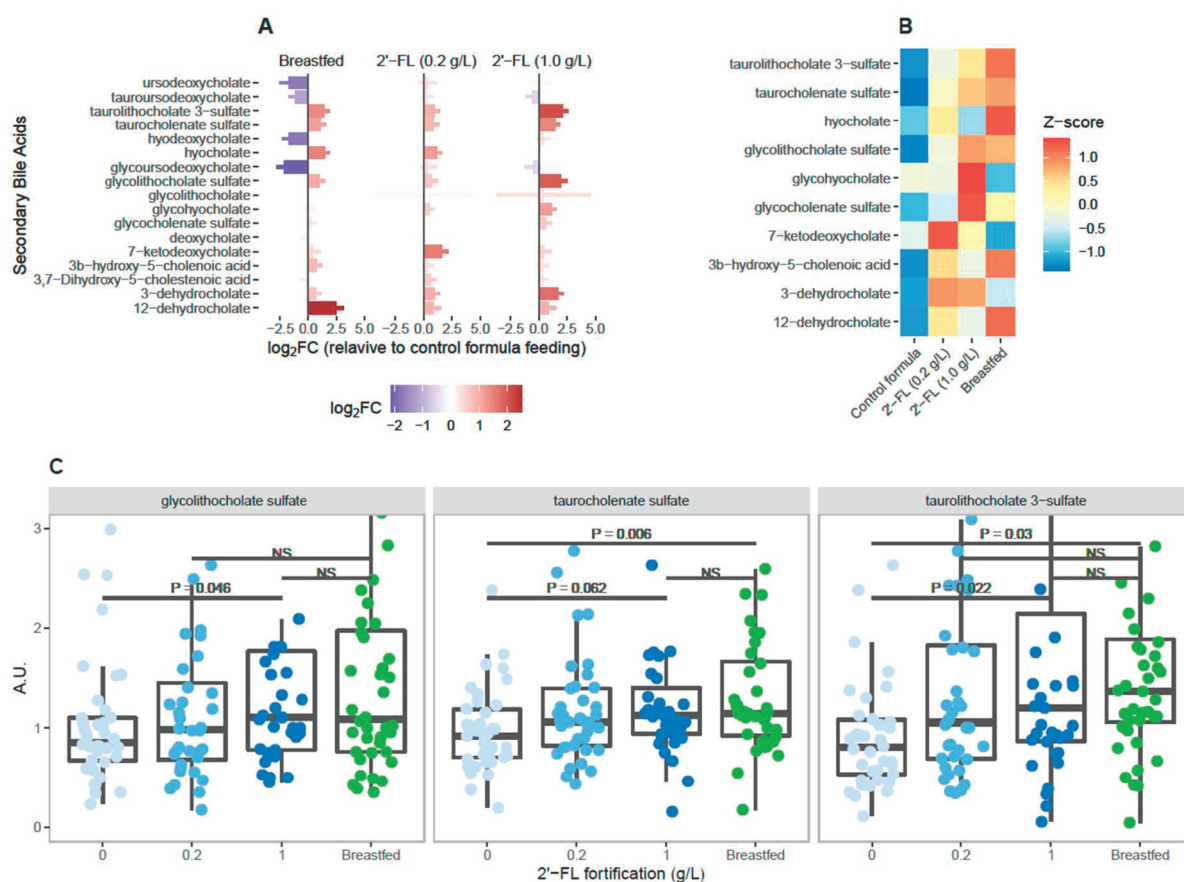 A
Breastfed 2'−FL (0.2 g/L) 2'−FL (1.0 g/L)
Secondary Bile Acids
ursodeoxycholate
tauroursodeoxycholate
taurolithocholate 3−sulfate
taurocholenate sulfate
hyodeoxycholate
hyocholate
glycoursodeoxycholate
glycolithocholate sulfate
glycolithocholate
glycohyocholate
glycocholenate sulfate
deoxycholate
7−ketodeoxycholate
3b−hydroxy−5−cholenoic acid
3,7−Dihydroxy−5−cholestenoic acid
3−dehydrocholate
12−dehydrocholate
−2.5 0 2.5 5.0 −2.5 0 2.5 5.0 −2.5 0 2.5 5.0
log2FC (relavive to control formula feeding)
log2FC
−2 −1 0 1 2
B
taurolithocholate 3−sulfate
taurocholenate sulfate
hyocholate
glycolithocholate sulfate
glycohyocholate
glycocholenate sulfate
7−ketodeoxycholate
3b−hydroxy−5−cholenoic acid
3−dehydrocholate
12−dehydrocholate
Control formula
2'−FL (0.2 g/L)
2'−FL (1.0 g/L)
Breastfed
Z−score
1.0
0.5
0.0
−0.5
−1.0
C
glycolithocholate sulfate taurocholenate sulfate taurolithocholate 3−sulfate
A.U.
3
2
1
0
NS
NS
P = 0.046
P = 0.006
NS
P = 0.062
P = 0.03
NS
NS
P = 0.022
0 0.2 1 Breastfed 0 0.2 1 Breastfed 0 0.2 1 Breastfed
2'−FL fortification (g/L)